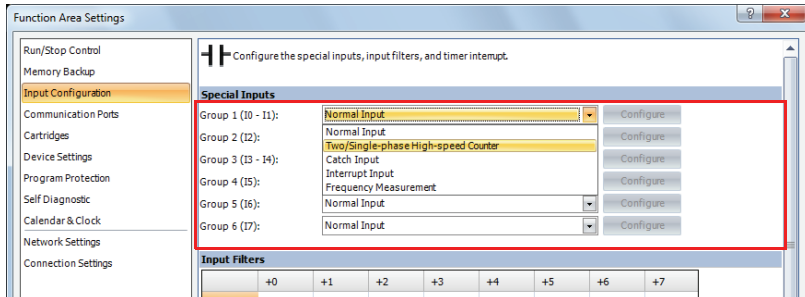 Function Area Settings
?
X
Run/Stop Control
Memory Backup
Input Configuration
Communication Ports
Cartridges
Device Settings
Program Protection
Self Diagnostic
Calendar & Clock
Network Settings
Connection Settings
Configure the special inputs, input filters, and timer interrupt.
Special Inputs
Group 1 (I0 - I1): Normal Input Configure
Normal Input
Group 2 (I2): Configure
Two/Single-phase High-speed Counter
Group 3 (I3 - I4): Catch Input Configure
Interrupt Input
Group 4 (I5): Configure
Frequency Measurement
Group 5 (I6): Normal Input Configure
Group 6 (I7): Normal Input Configure
Input Filters
+0 +1 +2 +3 +4 +5 +6 +7